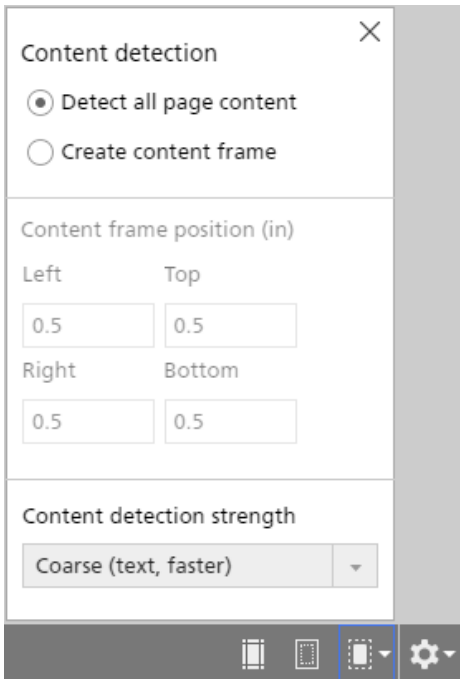 Content detection
Detect all page content
Create content frame
Content frame position (in)
Left Top
0.5 0.5
Right Bottom
0.5 0.5
Content detection strength
Coarse (text, faster)